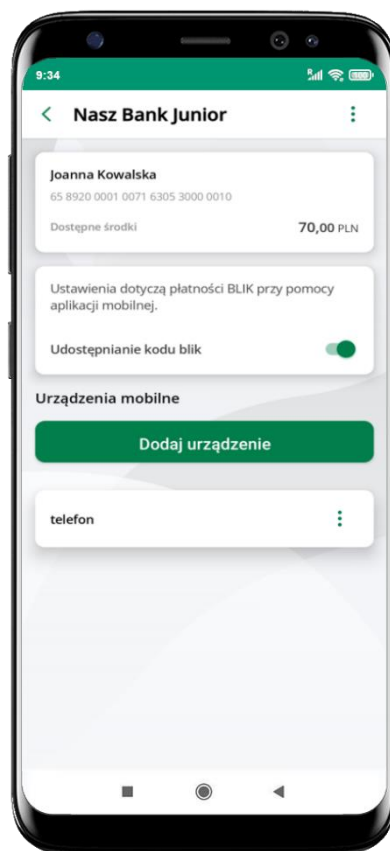 9:34
Nasz Bank Junior
Joanna Kowalska
65 8920 0001 0071 6305 3000 0010
Dostępne środki 70,00 PLN
Ustawienia dotyczą płatności BLIK przy pomocy
aplikacji mobilnej.
Udostępnianie kodu blik
Urządzenia mobilne
Dodaj urządzenie
telefon